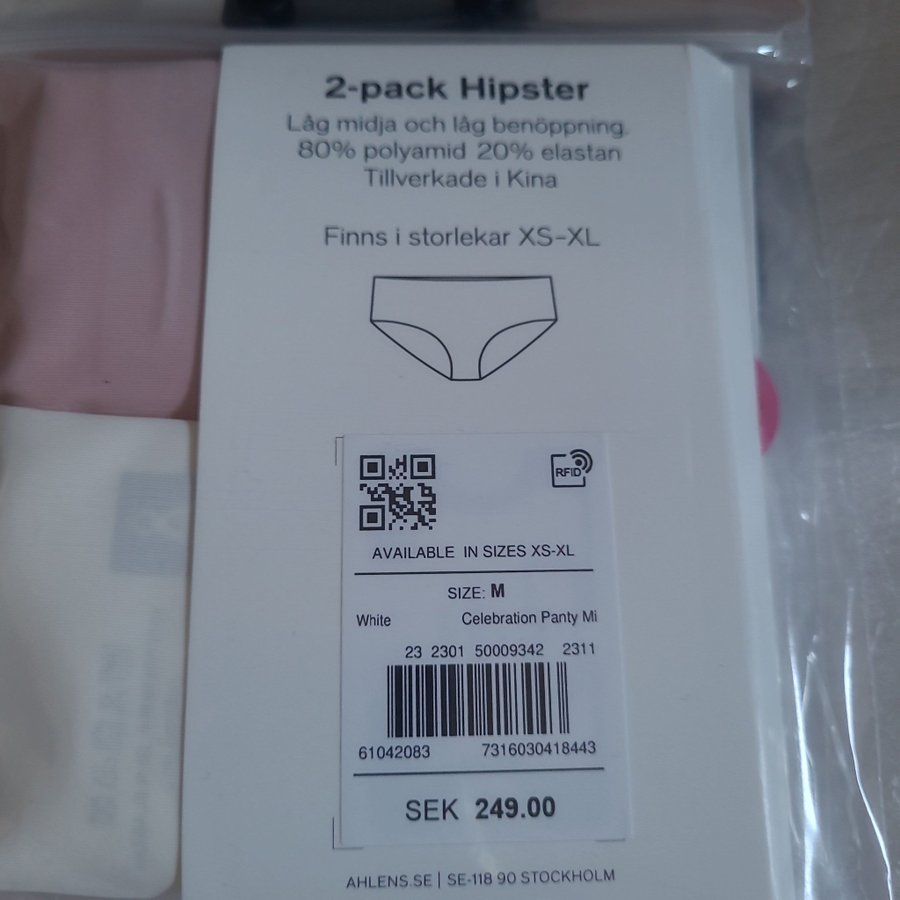 2-pack Hipster
Låg midja och låg benöppning.
80% polyamid 20% elastan
Tillverkade i Kina
Finns i storlekar XS-XL
RFID
AVAILABLE IN SIZES XS-XL
SIZE: M
White Celebration Panty Mi
23 2301 50009342 2311
61042083 7316030418443
SEK 249.00
AHLENS.SE | SE-118 90 STOCKHOLM